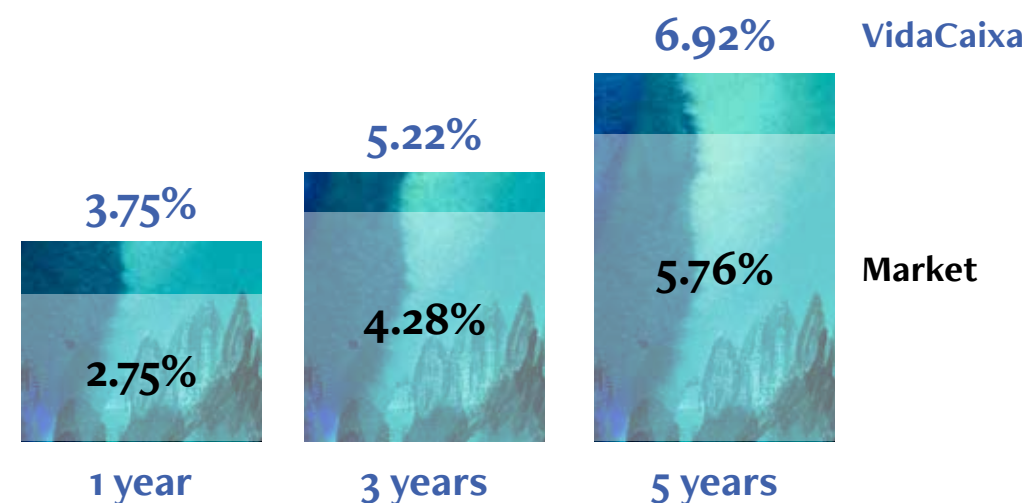 6.92% VidaCaixa
5.22%
3.75%
5.76% Market
4.28%
2.75%
1 year 3 years 5 years